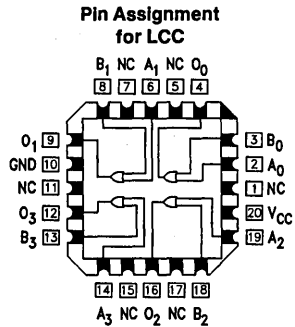 Pin Assignment
for LCC
B1 NC A1 NC O0
8 7 6 5 4
O1 9
GND 10
NC 11
O3 12
B3 13
3 B0
2 A0
1 NC
20 VCC
19 A2
14 15 16 17 18
A3 NC O2 NC B2